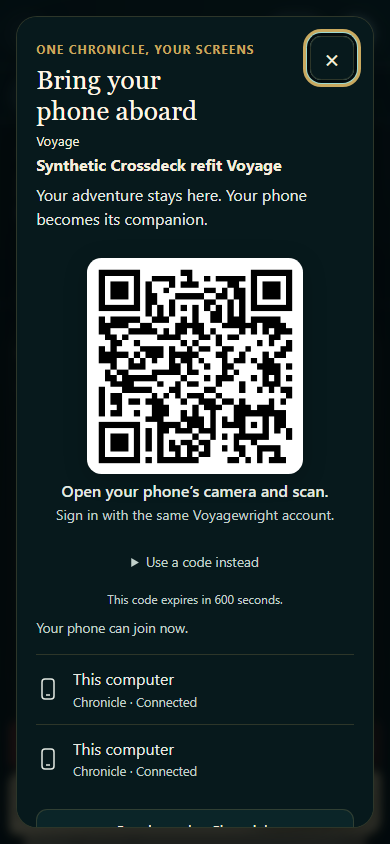 ONE CHRONICLE, YOUR SCREENS
Bring your
phone aboard
Voyage
Synthetic Crossdeck refit Voyage
Your adventure stays here. Your phone
becomes its companion.
Open your phone’s camera and scan.
Sign in with the same Voyagewright account.
Use a code instead
This code expires in 600 seconds.
Your phone can join now.
This computer
Chronicle · Connected
This computer
Chronicle · Connected